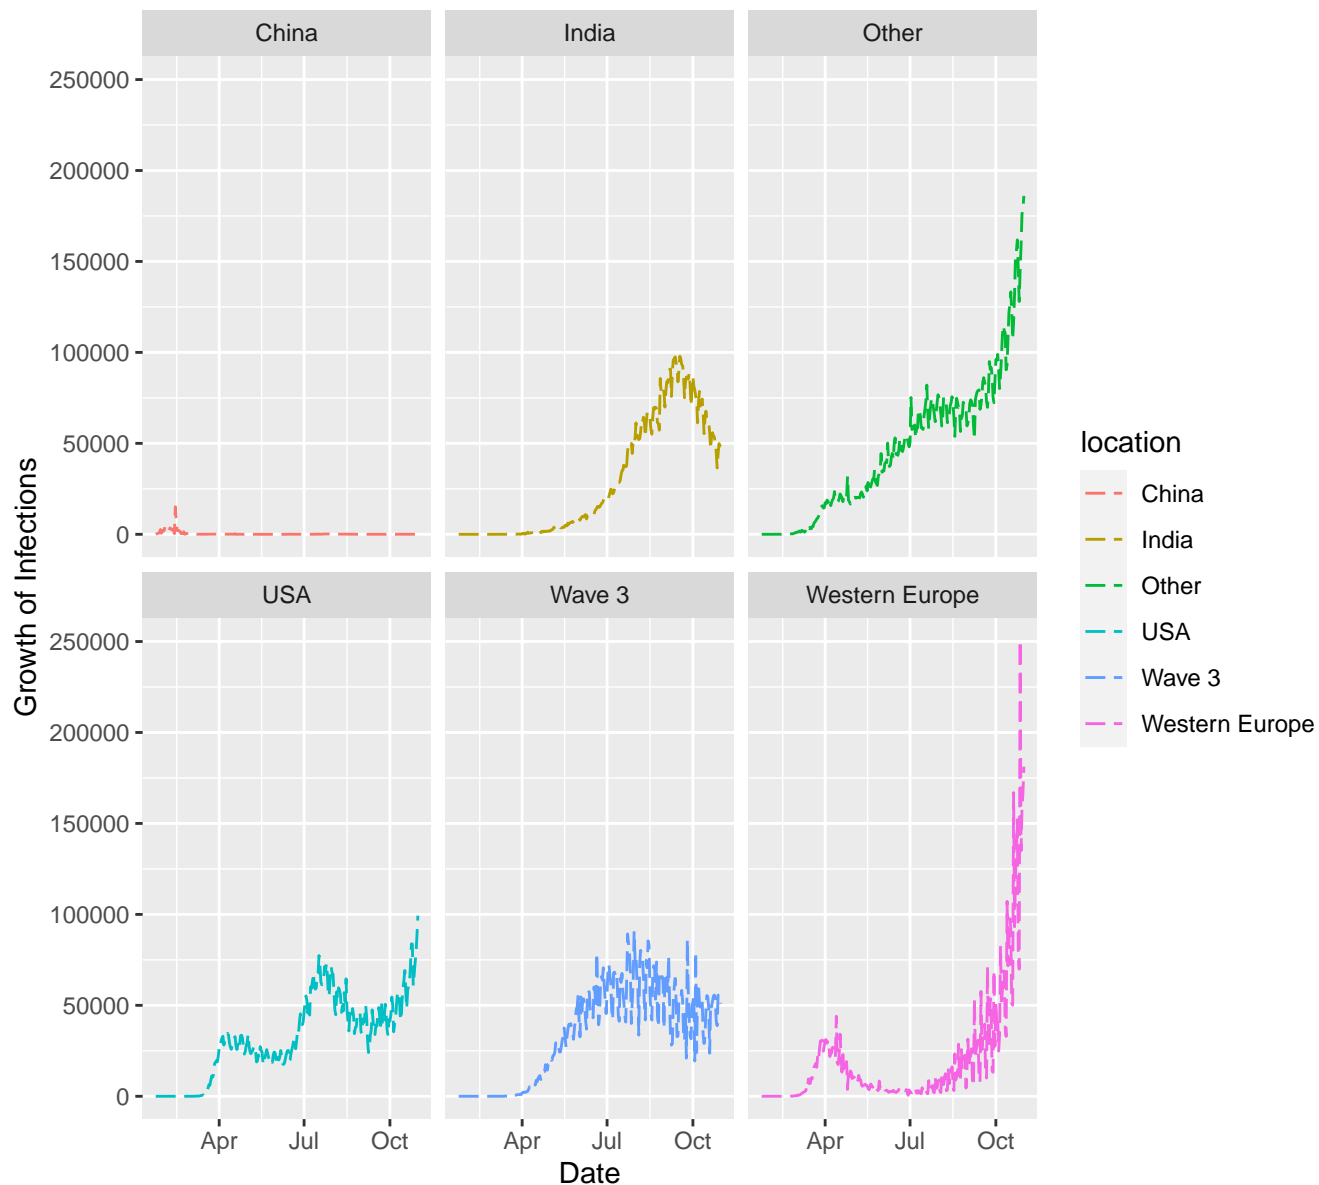 China India Other
250000
200000
150000
100000
50000
0
USA Wave 3 Western Europe
250000
200000
150000
100000
50000
0
Apr Jul Oct Apr Jul Oct Apr Jul Oct
Date
Growth of Infections
location
China
India
Other
USA
Wave 3
Western Europe